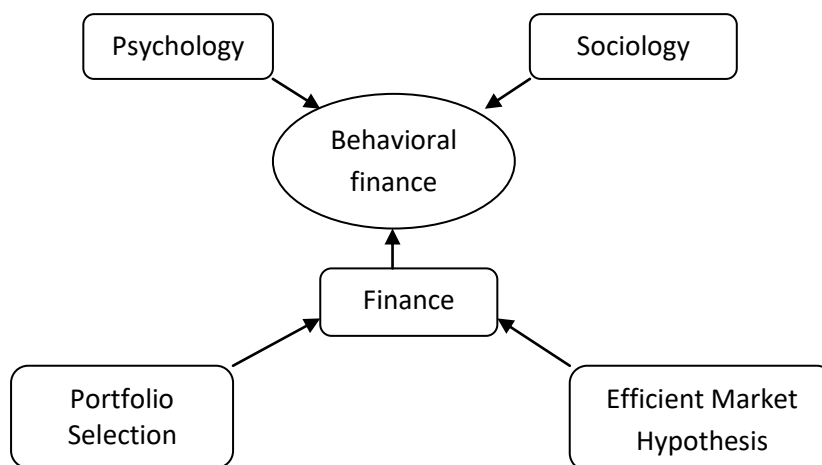 Psychology
Sociology
Behavioral
finance
Finance
Portfolio
Selection
Efficient Market
Hypothesis